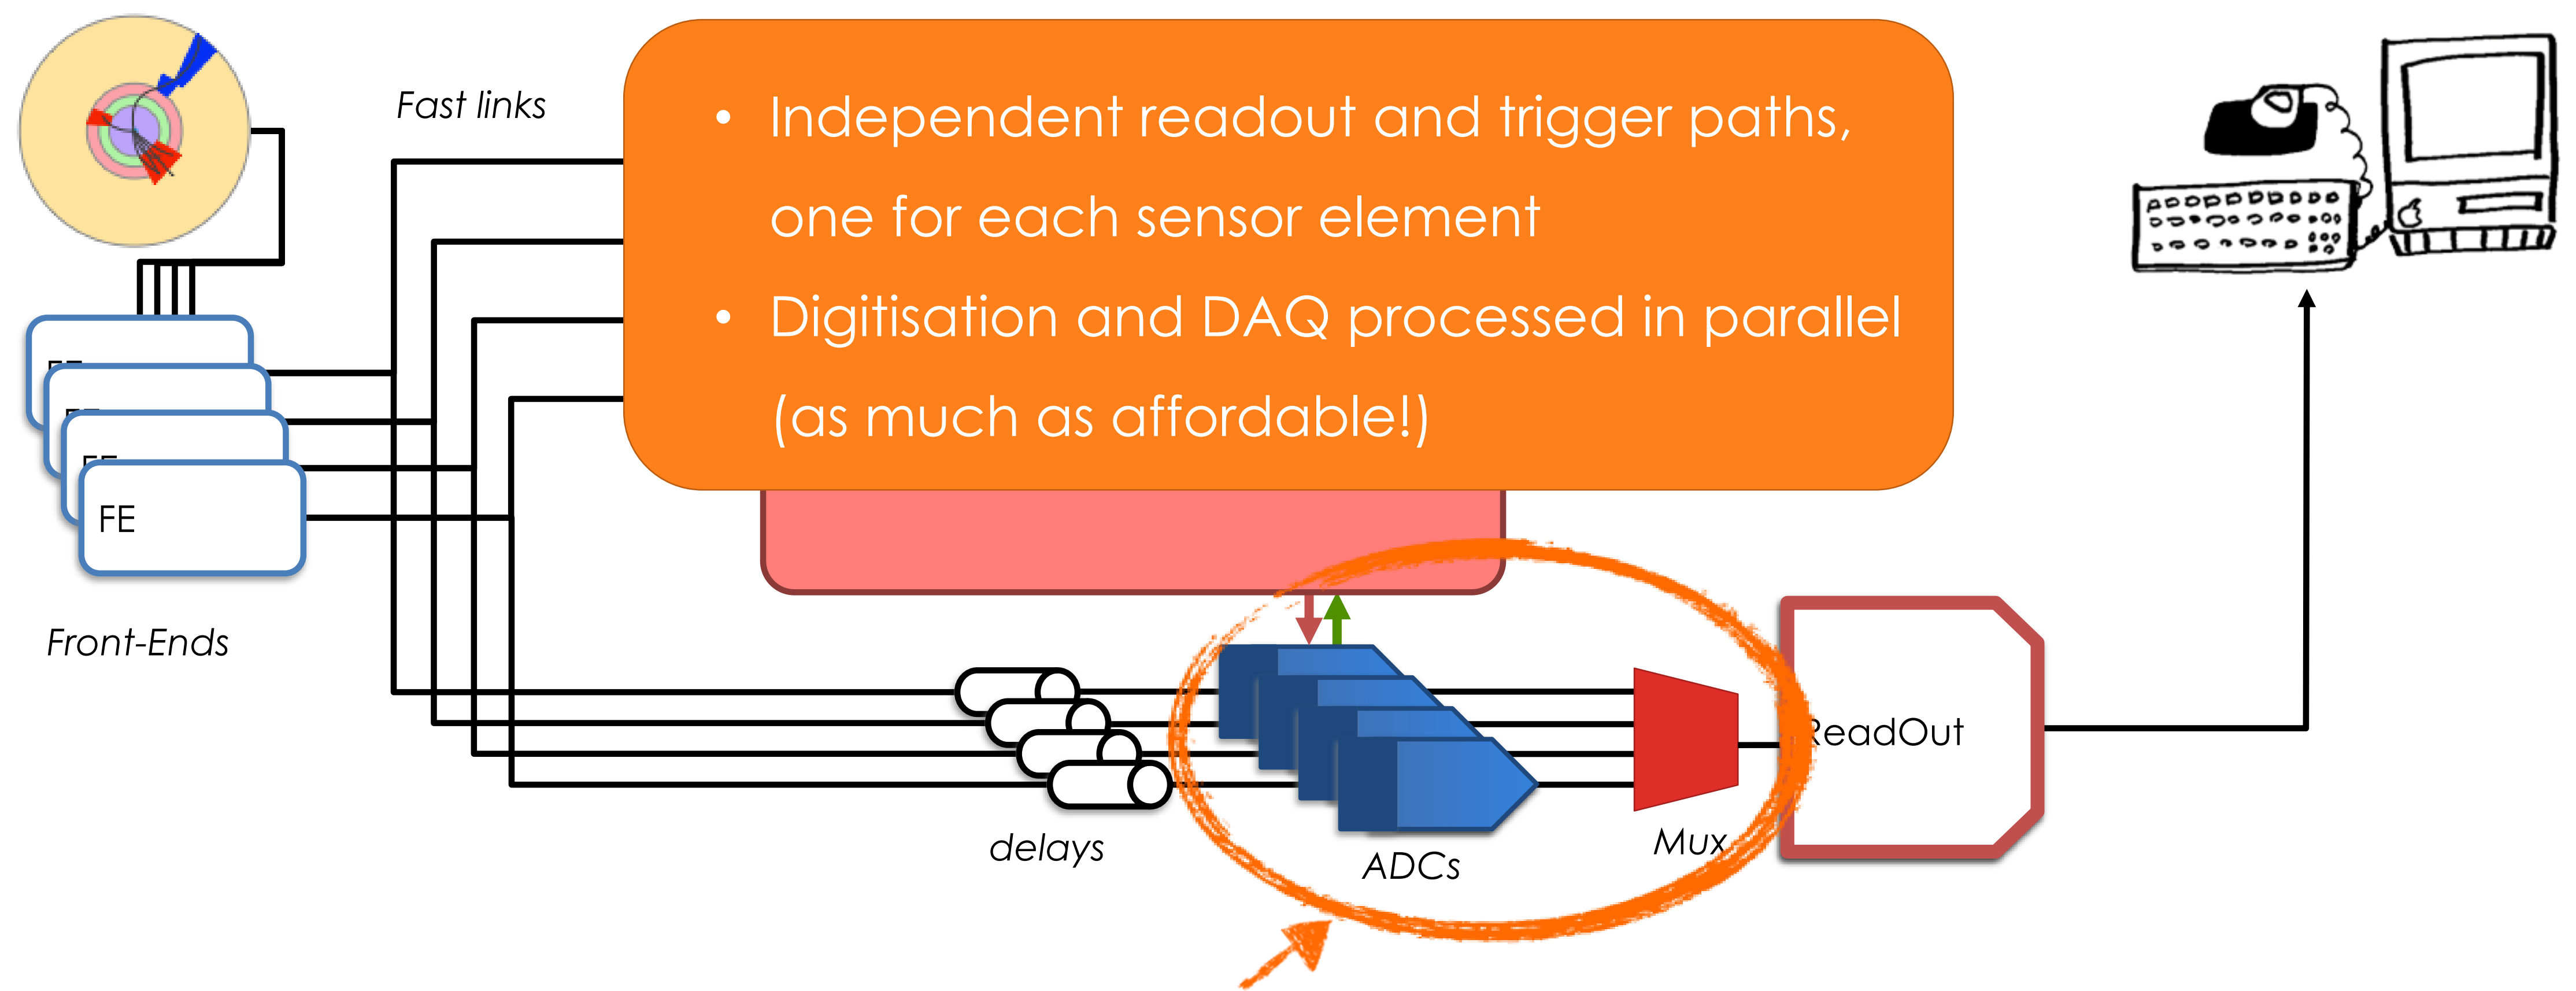 Fast links
• Independent readout and trigger paths,
one for each sensor element
• Digitisation and DAQ processed in parallel
(as much as affordable!)
FE
Front-Ends
ReadOut
delays
ADCs
Mux